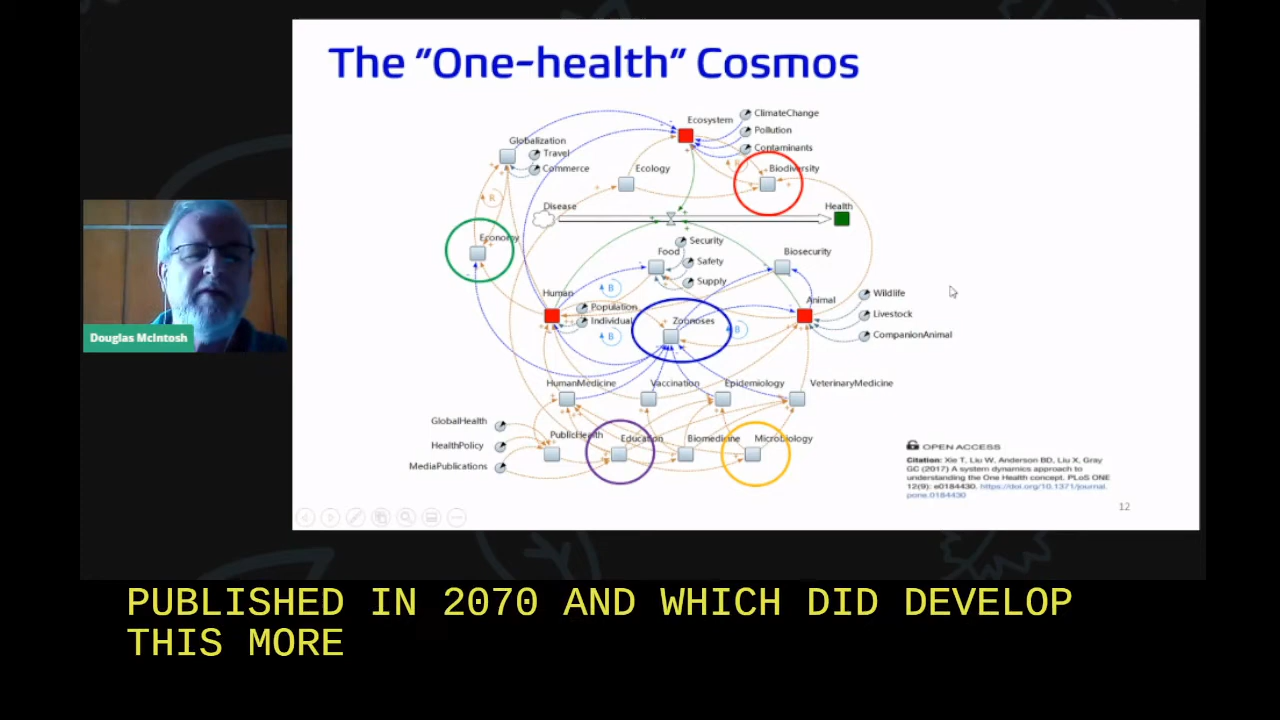 The "One-health" Cosmos
Ecosystem
ClimateChange
Pollution
Contaminants
Globalization
Travel
Commerce
Ecology
R
Biodiversity
R
Disease
Health
Economy
Security
Food
Safety
Supply
Biosecurity
Human
B
Population
Individual
B
Zoonoses
B
Animal
Wildlife
Livestock
CompanionAnimal
HumanMedicine
Vaccination
Epidemiology
VeterinaryMedicine
GlobalHealth
HealthPolicy
MediaPublications
PublicHealth
Education
Biomedicine
Microbiology
OPEN ACCESS
Citation: Xie T, Liu W, Anderson BD, Liu X, Gray
GC (2017) A system dynamics approach to
understanding the One Health concept. PLoS ONE
12(9): e0184430. https://doi.org/10.1371/journal.
pone.0184430
12
Douglas McIntosh
PUBLISHED IN 2070 AND WHICH DID DEVELOP
THIS MORE